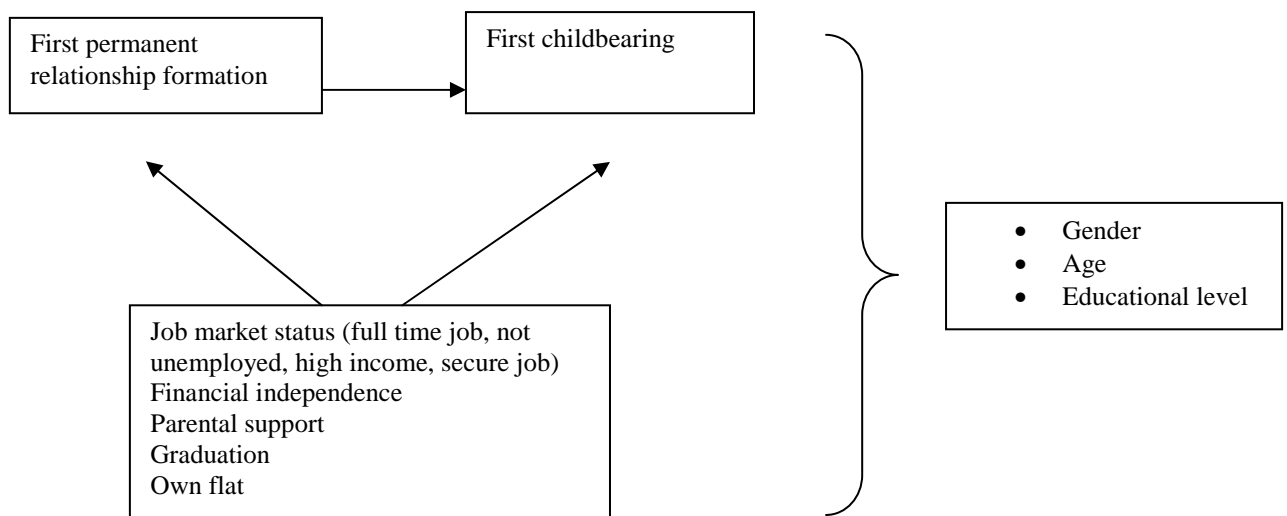 First permanent
relationship formation
First childbearing
• Gender
• Age
• Educational level
Job market status (full time job, not
unemployed, high income, secure job)
Financial independence
Parental support
Graduation
Own flat